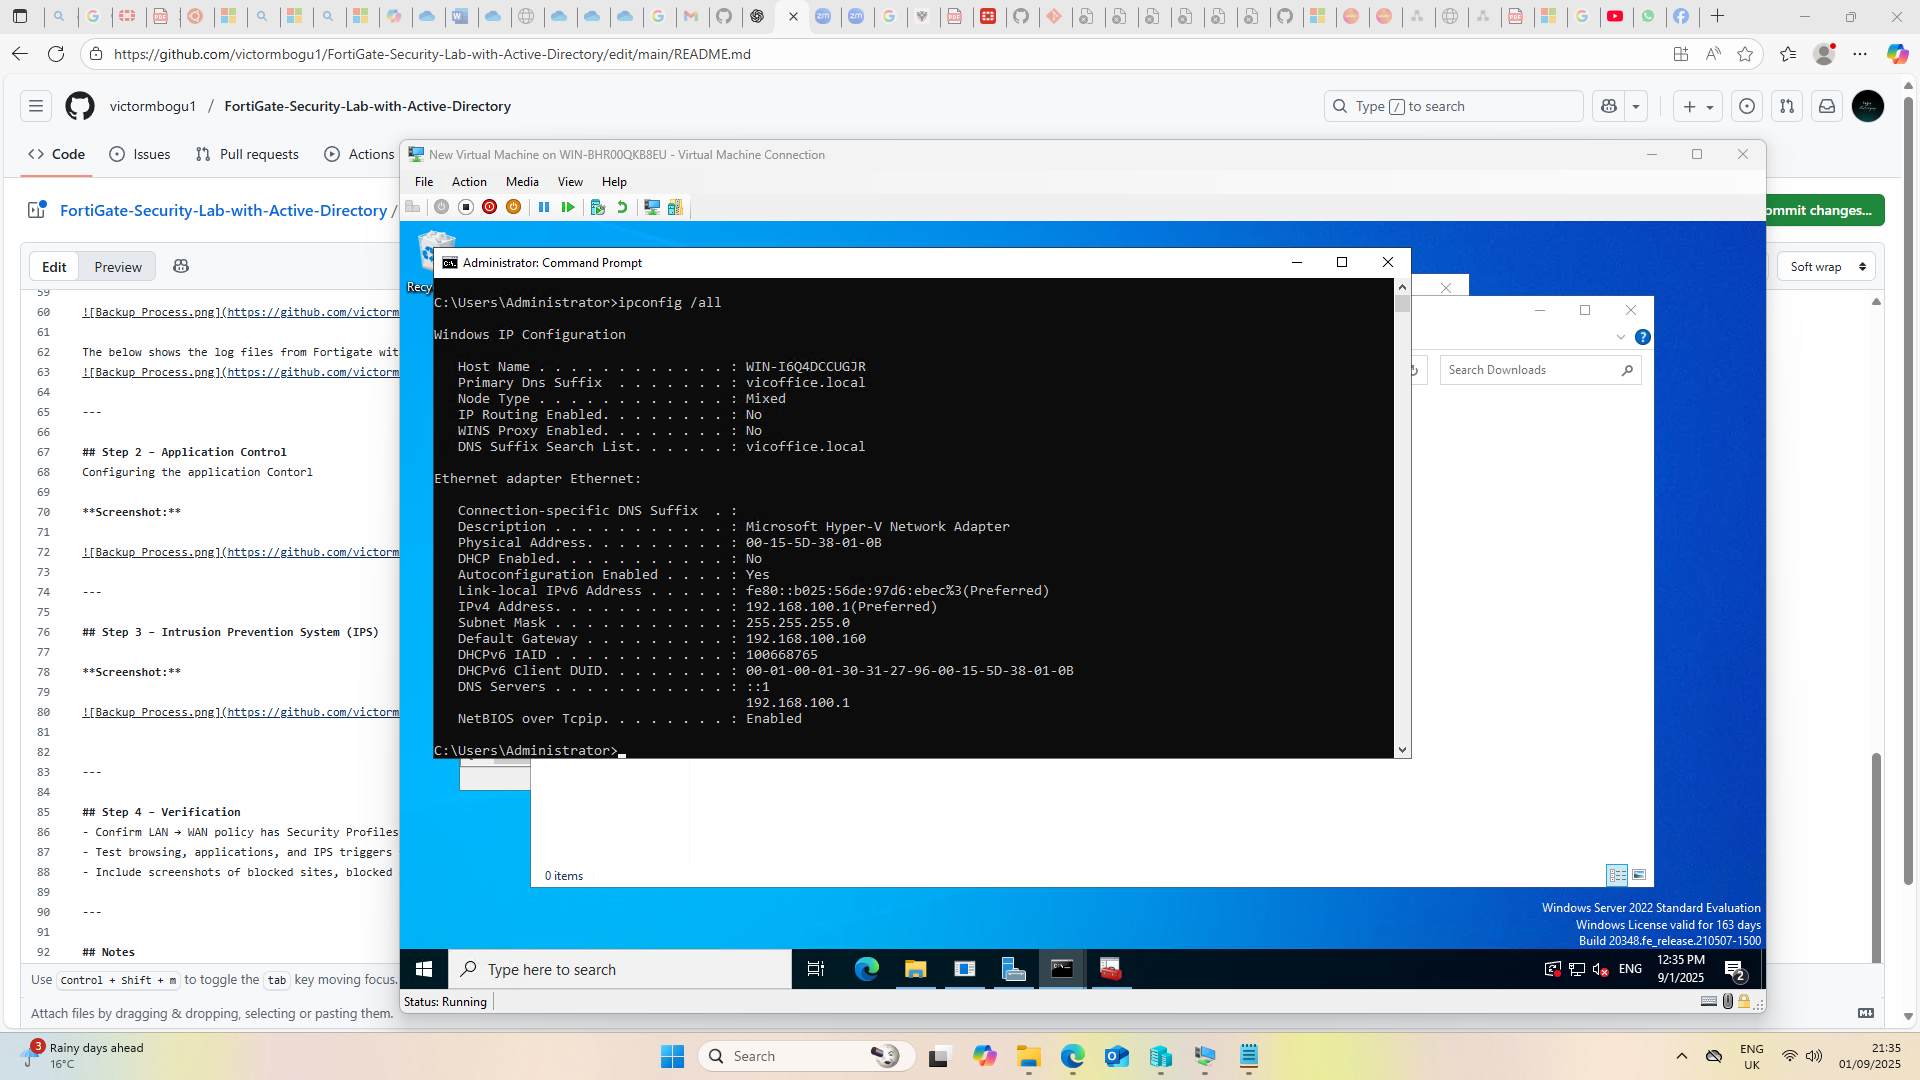 https://github.com/victormbogu1/FortiGate-Security-Lab-with-Active-Directory/edit/main/README.md
victormbogu1 / FortiGate-Security-Lab-with-Active-Directory
Type / to search
Code
Issues
Pull requests
Actions
FortiGate-Security-Lab-with-Active-Directory /
ommit changes...
Edit
Preview
Soft wrap
59
60 ![Backup Process.png](https://github.com/victorm
61
62 The below shows the log files from Fortigate wit
63 ![Backup Process.png](https://github.com/victorm
64
65 ---
66
67 ## Step 2 – Application Control
68 Configuring the application Contorl
69
70 **Screenshot:**
71
72 ![Backup Process.png](https://github.com/victorm
73
74 ---
75
76 ## Step 3 – Intrusion Prevention System (IPS)
77
78 **Screenshot:**
79
80 ![Backup Process.png](https://github.com/victorm
81
82
83 ---
84
85 ## Step 4 – Verification
86 - Confirm LAN → WAN policy has Security Profiles
87 - Test browsing, applications, and IPS triggers
88 - Include screenshots of blocked sites, blocked
89
90 ---
91
92 ## Notes
Use Control + Shift + m to toggle the tab key moving focus.
Attach files by dragging & dropping, selecting or pasting them.
New Virtual Machine on WIN-BHR00QKB8EU - Virtual Machine Connection
File Action Media View Help
Recy
Administrator: Command Prompt
C:\Users\Administrator>ipconfig /all
Windows IP Configuration
Host Name . . . . . . . . . . . . : WIN-I6Q4DCCUGJR
Primary Dns Suffix . . . . . . . : vicoffice.local
Node Type . . . . . . . . . . . . : Mixed
IP Routing Enabled. . . . . . . . : No
WINS Proxy Enabled. . . . . . . . : No
DNS Suffix Search List. . . . . . : vicoffice.local
Ethernet adapter Ethernet:
Connection-specific DNS Suffix . :
Description . . . . . . . . . . . : Microsoft Hyper-V Network Adapter
Physical Address. . . . . . . . . : 00-15-5D-38-01-0B
DHCP Enabled. . . . . . . . . . . : No
Autoconfiguration Enabled . . . . : Yes
Link-local IPv6 Address . . . . . : fe80::b025:56de:97d6:ebec%3(Preferred)
IPv4 Address. . . . . . . . . . . : 192.168.100.1(Preferred)
Subnet Mask . . . . . . . . . . . : 255.255.255.0
Default Gateway . . . . . . . . . : 192.168.100.160
DHCPv6 IAID . . . . . . . . . . . : 100668765
DHCPv6 Client DUID. . . . . . . . : 00-01-00-01-30-31-27-96-00-15-5D-38-01-0B
DNS Servers . . . . . . . . . . . : ::1
192.168.100.1
NetBIOS over Tcpip. . . . . . . . : Enabled
C:\Users\Administrator>
Search Downloads
0 items
Windows Server 2022 Standard Evaluation
Windows License valid for 163 days
Build 20348.fe_release.210507-1500
Type here to search
ENG
12:35 PM
9/1/2025
2
Status: Running
3
Rainy days ahead
16°C
Search
ENG
UK
21:35
01/09/2025